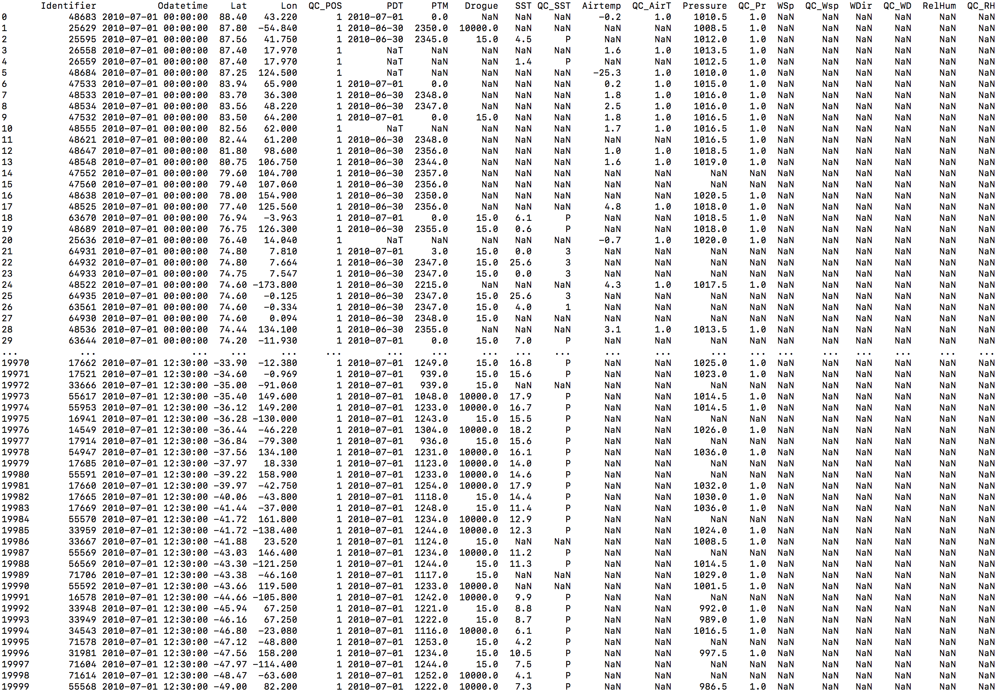 Identifier Odatetime Lat Lon QC_POS PDT PTM Drogue SST QC_SST Airtemp QC_AirT Pressure QC_Pr WSp QC_Wsp WDir QC_WD RelHum QC_RH
0 48683 2010-07-01 00:00:00 88.40 43.220 1 2010-07-01 0.0 NaN NaN NaN -0.2 1.0 1010.5 1.0 NaN NaN NaN NaN NaN NaN
1 25629 2010-07-01 00:00:00 87.80 -54.840 1 2010-06-30 2350.0 10000.0 NaN NaN NaN NaN 1008.5 1.0 NaN NaN NaN NaN NaN NaN
2 25595 2010-07-01 00:00:00 87.56 41.750 1 2010-06-30 2345.0 15.0 4.5 P NaN NaN 1012.0 1.0 NaN NaN NaN NaN NaN NaN
3 26558 2010-07-01 00:00:00 87.40 17.970 1 NaT NaN NaN NaN NaN 1.6 1.0 1013.5 1.0 NaN NaN NaN NaN NaN NaN
4 26559 2010-07-01 00:00:00 87.40 17.970 1 NaT NaN NaN 1.4 P NaN NaN 1012.5 1.0 NaN NaN NaN NaN NaN NaN
5 48684 2010-07-01 00:00:00 87.25 124.500 1 NaT NaN NaN NaN NaN -25.3 1.0 1010.0 1.0 NaN NaN NaN NaN NaN NaN
6 47533 2010-07-01 00:00:00 83.94 65.900 1 2010-07-01 0.0 NaN NaN NaN 0.2 1.0 1015.0 1.0 NaN NaN NaN NaN NaN NaN
7 48533 2010-07-01 00:00:00 83.70 36.300 1 2010-06-30 2348.0 NaN NaN NaN 1.8 1.0 1016.0 1.0 NaN NaN NaN NaN NaN NaN
8 48534 2010-07-01 00:00:00 83.56 48.220 1 2010-06-30 2347.0 NaN NaN NaN 2.5 1.0 1016.0 1.0 NaN NaN NaN NaN NaN NaN
9 47532 2010-07-01 00:00:00 83.50 64.200 1 2010-07-01 0.0 15.0 NaN NaN 1.8 1.0 1016.5 1.0 NaN NaN NaN NaN NaN NaN
10 48555 2010-07-01 00:00:00 82.56 62.000 1 NaT NaN NaN NaN NaN 1.7 1.0 1016.5 1.0 NaN NaN NaN NaN NaN NaN
11 48621 2010-07-01 00:00:00 82.44 61.200 1 2010-06-30 2348.0 NaN NaN NaN NaN NaN 1016.5 1.0 NaN NaN NaN NaN NaN NaN
12 48647 2010-07-01 00:00:00 81.80 98.600 1 2010-06-30 2356.0 NaN NaN NaN 1.0 1.0 1018.5 1.0 NaN NaN NaN NaN NaN NaN
13 48548 2010-07-01 00:00:00 80.75 106.750 1 2010-06-30 2344.0 NaN NaN NaN 1.6 1.0 1019.0 1.0 NaN NaN NaN NaN NaN NaN
14 47552 2010-07-01 00:00:00 79.60 104.700 1 2010-06-30 2357.0 NaN NaN NaN NaN NaN NaN NaN NaN NaN NaN NaN NaN NaN
15 47560 2010-07-01 00:00:00 79.40 107.060 1 2010-06-30 2356.0 NaN NaN NaN NaN NaN NaN NaN NaN NaN NaN NaN NaN NaN
16 48638 2010-07-01 00:00:00 78.00 154.900 1 2010-06-30 2350.0 NaN NaN NaN NaN NaN 1020.5 1.0 NaN NaN NaN NaN NaN NaN
17 48525 2010-07-01 00:00:00 77.40 125.560 1 2010-06-30 2356.0 NaN NaN NaN 4.8 1.0 1018.0 1.0 NaN NaN NaN NaN NaN NaN
18 63670 2010-07-01 00:00:00 76.94 -3.963 1 2010-07-01 0.0 15.0 6.1 P NaN NaN 1018.5 1.0 NaN NaN NaN NaN NaN NaN
19 48689 2010-07-01 00:00:00 76.75 126.300 1 2010-06-30 2355.0 15.0 0.6 P NaN NaN 1018.0 1.0 NaN NaN NaN NaN NaN NaN
20 25636 2010-07-01 00:00:00 76.40 14.040 1 NaT NaN NaN NaN NaN -0.7 1.0 1020.0 1.0 NaN NaN NaN NaN NaN NaN
21 64931 2010-07-01 00:00:00 74.80 7.810 1 2010-07-01 3.0 15.0 0.0 3 NaN NaN NaN NaN NaN NaN NaN NaN NaN NaN
22 64932 2010-07-01 00:00:00 74.80 7.664 1 2010-06-30 2347.0 15.0 25.6 3 NaN NaN NaN NaN NaN NaN NaN NaN NaN NaN
23 64933 2010-07-01 00:00:00 74.75 7.547 1 2010-06-30 2347.0 15.0 0.0 3 NaN NaN NaN NaN NaN NaN NaN NaN NaN NaN
24 48522 2010-07-01 00:00:00 74.60 -173.800 1 2010-06-30 2215.0 NaN NaN NaN 4.3 1.0 1017.5 1.0 NaN NaN NaN NaN NaN NaN
25 64935 2010-07-01 00:00:00 74.60 -0.125 1 2010-06-30 2347.0 15.0 25.6 3 NaN NaN NaN NaN NaN NaN NaN NaN NaN NaN
26 63561 2010-07-01 00:00:00 74.60 -0.334 1 2010-06-30 2347.0 15.0 4.0 1 NaN NaN NaN NaN NaN NaN NaN NaN NaN NaN
27 64930 2010-07-01 00:00:00 74.60 0.094 1 2010-06-30 2348.0 15.0 NaN NaN NaN NaN NaN NaN NaN NaN NaN NaN NaN NaN
28 48536 2010-07-01 00:00:00 74.44 134.100 1 2010-06-30 2355.0 NaN NaN NaN 3.1 1.0 1013.5 1.0 NaN NaN NaN NaN NaN NaN
29 63644 2010-07-01 00:00:00 74.20 -11.930 1 2010-07-01 0.0 15.0 7.0 P NaN NaN NaN NaN NaN NaN NaN NaN NaN NaN
... ... ... ... ... ... ... ... ... ... ... ... ... ... ... ... ... ... ... ... ...
19970 17662 2010-07-01 12:30:00 -33.90 -12.380 1 2010-07-01 1249.0 15.0 16.8 P NaN NaN 1025.0 1.0 NaN NaN NaN NaN NaN NaN
19971 17521 2010-07-01 12:30:00 -34.60 -0.969 1 2010-07-01 939.0 15.0 15.6 P NaN NaN 1023.0 1.0 NaN NaN NaN NaN NaN NaN
19972 33666 2010-07-01 12:30:00 -35.00 -91.060 1 2010-07-01 939.0 15.0 NaN NaN NaN NaN NaN NaN NaN NaN NaN NaN NaN NaN
19973 55617 2010-07-01 12:30:00 -35.40 149.600 1 2010-07-01 1048.0 10000.0 17.9 P NaN NaN 1014.5 1.0 NaN NaN NaN NaN NaN NaN
19974 55953 2010-07-01 12:30:00 -36.12 149.200 1 2010-07-01 1233.0 10000.0 16.7 P NaN NaN 1014.5 1.0 NaN NaN NaN NaN NaN NaN
19975 16941 2010-07-01 12:30:00 -36.28 -130.000 1 2010-07-01 1243.0 15.0 15.5 P NaN NaN NaN NaN NaN NaN NaN NaN NaN NaN
19976 14549 2010-07-01 12:30:00 -36.44 -46.220 1 2010-07-01 1304.0 10000.0 18.2 P NaN NaN 1026.0 1.0 NaN NaN NaN NaN NaN NaN
19977 17914 2010-07-01 12:30:00 -36.84 -79.300 1 2010-07-01 936.0 15.0 15.6 P NaN NaN NaN NaN NaN NaN NaN NaN NaN NaN
19978 54947 2010-07-01 12:30:00 -37.56 134.100 1 2010-07-01 1231.0 10000.0 16.1 P NaN NaN 1036.0 1.0 NaN NaN NaN NaN NaN NaN
19979 17685 2010-07-01 12:30:00 -37.97 18.330 1 2010-07-01 1123.0 10000.0 14.0 P NaN NaN NaN NaN NaN NaN NaN NaN NaN NaN
19980 55591 2010-07-01 12:30:00 -39.22 158.900 1 2010-07-01 1233.0 10000.0 14.6 P NaN NaN NaN NaN NaN NaN NaN NaN NaN NaN
19981 17660 2010-07-01 12:30:00 -39.97 -42.750 1 2010-07-01 1254.0 10000.0 17.9 P NaN NaN 1032.0 1.0 NaN NaN NaN NaN NaN NaN
19982 17665 2010-07-01 12:30:00 -40.06 -43.800 1 2010-07-01 1118.0 15.0 14.4 P NaN NaN 1030.0 1.0 NaN NaN NaN NaN NaN NaN
19983 17669 2010-07-01 12:30:00 -41.44 -37.000 1 2010-07-01 1248.0 15.0 11.4 P NaN NaN 1036.0 1.0 NaN NaN NaN NaN NaN NaN
19984 55570 2010-07-01 12:30:00 -41.72 161.800 1 2010-07-01 1234.0 10000.0 12.9 P NaN NaN NaN NaN NaN NaN NaN NaN NaN NaN
19985 33959 2010-07-01 12:30:00 -41.72 -138.400 1 2010-07-01 1244.0 10000.0 12.3 P NaN NaN 1024.0 1.0 NaN NaN NaN NaN NaN NaN
19986 33667 2010-07-01 12:30:00 -41.88 23.520 1 2010-07-01 1124.0 15.0 NaN NaN NaN NaN 1008.5 1.0 NaN NaN NaN NaN NaN NaN
19987 55569 2010-07-01 12:30:00 -43.03 146.400 1 2010-07-01 1234.0 10000.0 11.2 P NaN NaN NaN NaN NaN NaN NaN NaN NaN NaN
19988 56569 2010-07-01 12:30:00 -43.30 -121.250 1 2010-07-01 1244.0 15.0 11.3 P NaN NaN 1014.5 1.0 NaN NaN NaN NaN NaN NaN
19989 71706 2010-07-01 12:30:00 -43.38 -46.160 1 2010-07-01 1117.0 15.0 NaN NaN NaN NaN 1029.0 1.0 NaN NaN NaN NaN NaN NaN
19990 55592 2010-07-01 12:30:00 -43.66 119.500 1 2010-07-01 1233.0 10000.0 NaN NaN NaN NaN 1001.5 1.0 NaN NaN NaN NaN NaN NaN
19991 16578 2010-07-01 12:30:00 -44.66 -105.800 1 2010-07-01 1242.0 10000.0 9.9 P NaN NaN NaN NaN NaN NaN NaN NaN NaN NaN
19992 33948 2010-07-01 12:30:00 -45.94 67.250 1 2010-07-01 1221.0 15.0 8.8 P NaN NaN 992.0 1.0 NaN NaN NaN NaN NaN NaN
19993 33949 2010-07-01 12:30:00 -46.16 67.250 1 2010-07-01 1222.0 15.0 8.7 P NaN NaN 989.0 1.0 NaN NaN NaN NaN NaN NaN
19994 34543 2010-07-01 12:30:00 -46.80 -23.080 1 2010-07-01 1116.0 10000.0 6.1 P NaN NaN 1016.5 1.0 NaN NaN NaN NaN NaN NaN
19995 71578 2010-07-01 12:30:00 -47.12 -48.800 1 2010-07-01 1253.0 15.0 4.2 P NaN NaN NaN NaN NaN NaN NaN NaN NaN NaN
19996 31981 2010-07-01 12:30:00 -47.56 158.200 1 2010-07-01 1234.0 15.0 10.5 P NaN NaN 997.5 1.0 NaN NaN NaN NaN NaN NaN
19997 71604 2010-07-01 12:30:00 -47.97 -114.400 1 2010-07-01 1244.0 15.0 7.5 P NaN NaN NaN NaN NaN NaN NaN NaN NaN NaN
19998 71614 2010-07-01 12:30:00 -48.47 -63.600 1 2010-07-01 1252.0 10000.0 4.1 P NaN NaN NaN NaN NaN NaN NaN NaN NaN NaN
19999 55568 2010-07-01 12:30:00 -49.00 82.200 1 2010-07-01 1222.0 10000.0 7.3 P NaN NaN 986.5 1.0 NaN NaN NaN NaN NaN NaN